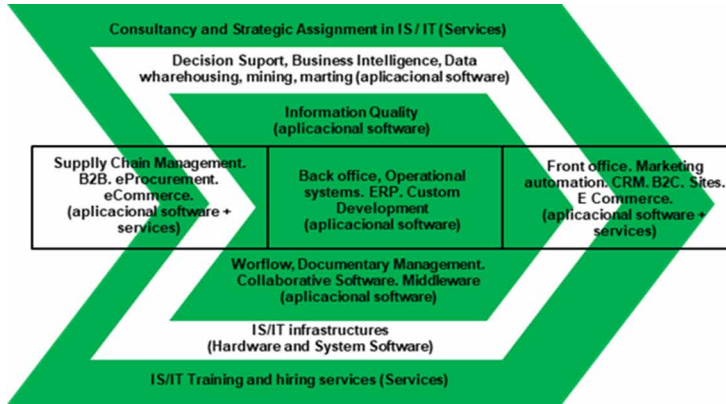 Consultancy and Strategic Assignment in IS / IT (Services)
Decision Suport, Business Intelligence, Data
wharehousing, mining, marting (aplicacional software)
Information Quality
(aplicacional software)
Supplly Chain Management.
B2B. eProcurement.
eCommerce.
(aplicacional software +
services)
Back office, Operational
systems. ERP. Custom
Development
(aplicacional software)
Front office. Marketing
automation. CRM. B2C. Sites.
E Commerce.
(aplicacional software +
services)
Worflow, Documentary Management.
Collaborative Software. Middleware
(aplicacional software)
IS/IT infrastructures
(Hardware and System Software)
IS/IT Training and hiring services (Services)